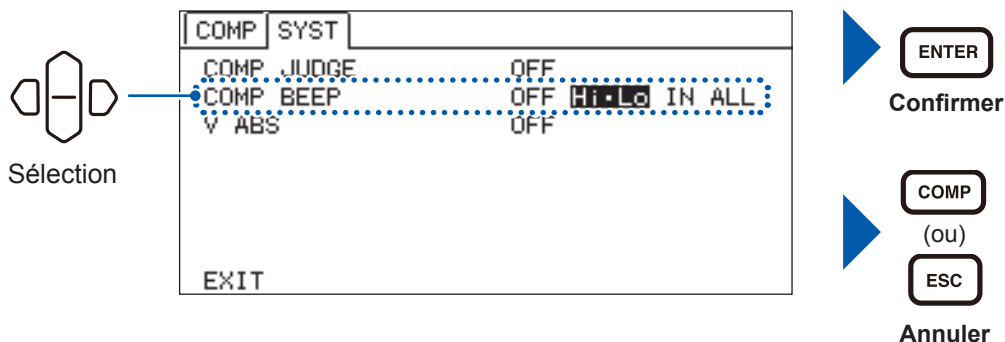 COMP SYST
COMP JUDGE OFF
COMP BEEP OFF Hi•Lo IN ALL
V ABS OFF
EXIT
Sélection
ENTER
Confirmer
COMP
(ou)
ESC
Annuler